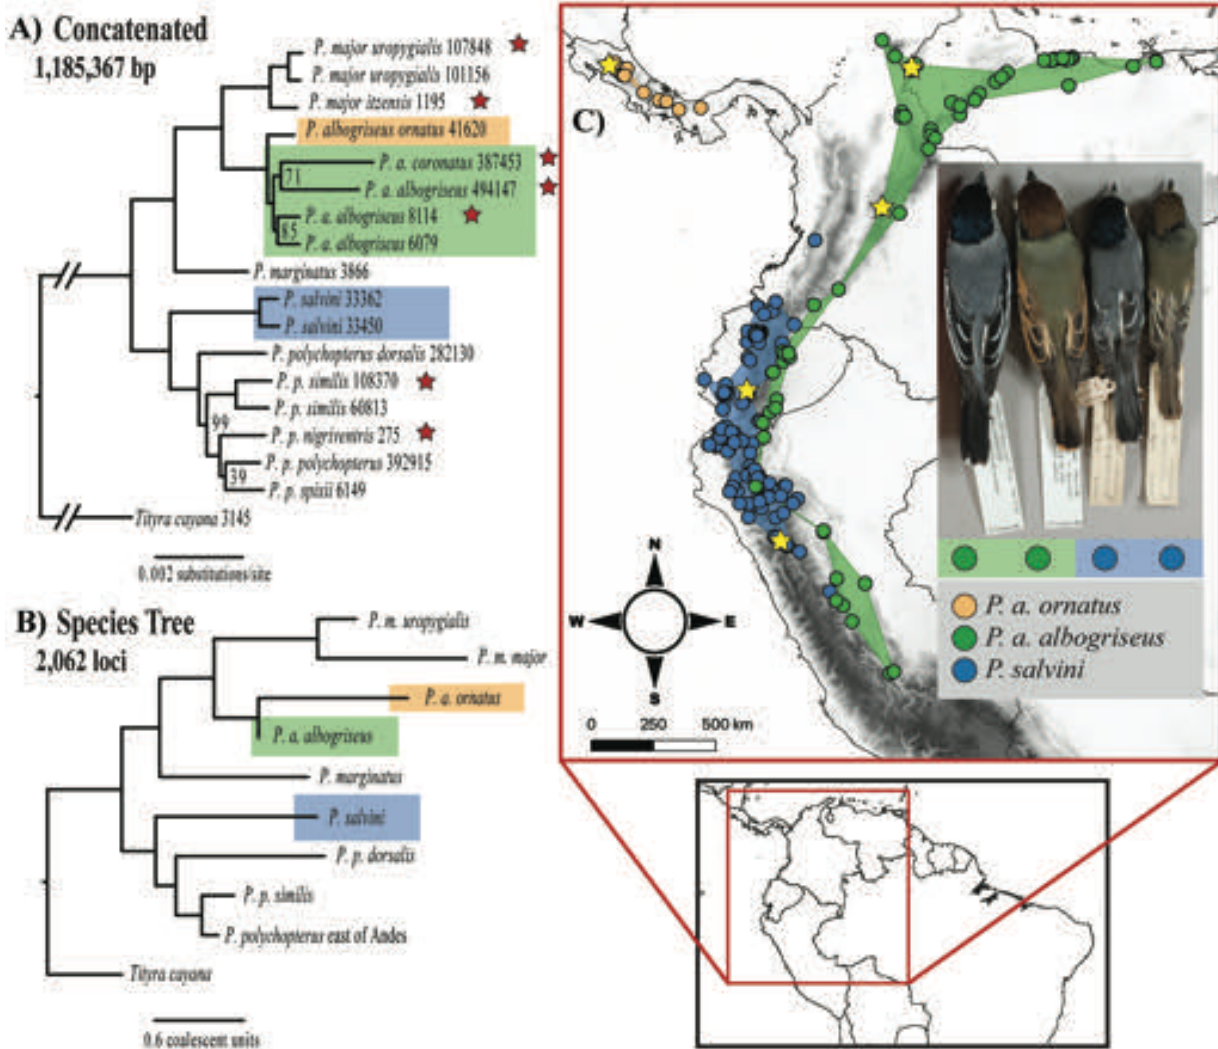 A) Concatenated
1,185,367 bp
P. major uropygialis 107848
P. major uropygialis 101156
P. major itzensis 1195
P. albogriseus ornatus 41620
P. a. coronatus 387453
71
P. a. albogriseus 494147
P. a. albogriseus 8114
85
P. a. albogriseus 6079
P. marginatus 3866
P. salvini 33362
P. salvini 33450
P. polychopterus dorsalis 282130
P. p. similis 108370
P. p. similis 60813
99
P. p. nigriventris 275
P. p. polychopterus 392915
39
P. p. spixii 6149
Tityra cayana 3145
0.002 substitutions/site
B) Species Tree
2,062 loci
P. m. uropygialis
P. m. major
P. a. ornatus
P. a. albogriseus
P. marginatus
P. salvini
P. p. dorsalis
P. p. similis
P. polychopterus east of Andes
Tityra cayana
0.6 coalescent units
C)
N
W
E
S
0 250 500 km
P. a. ornatus
P. a. albogriseus
P. salvini